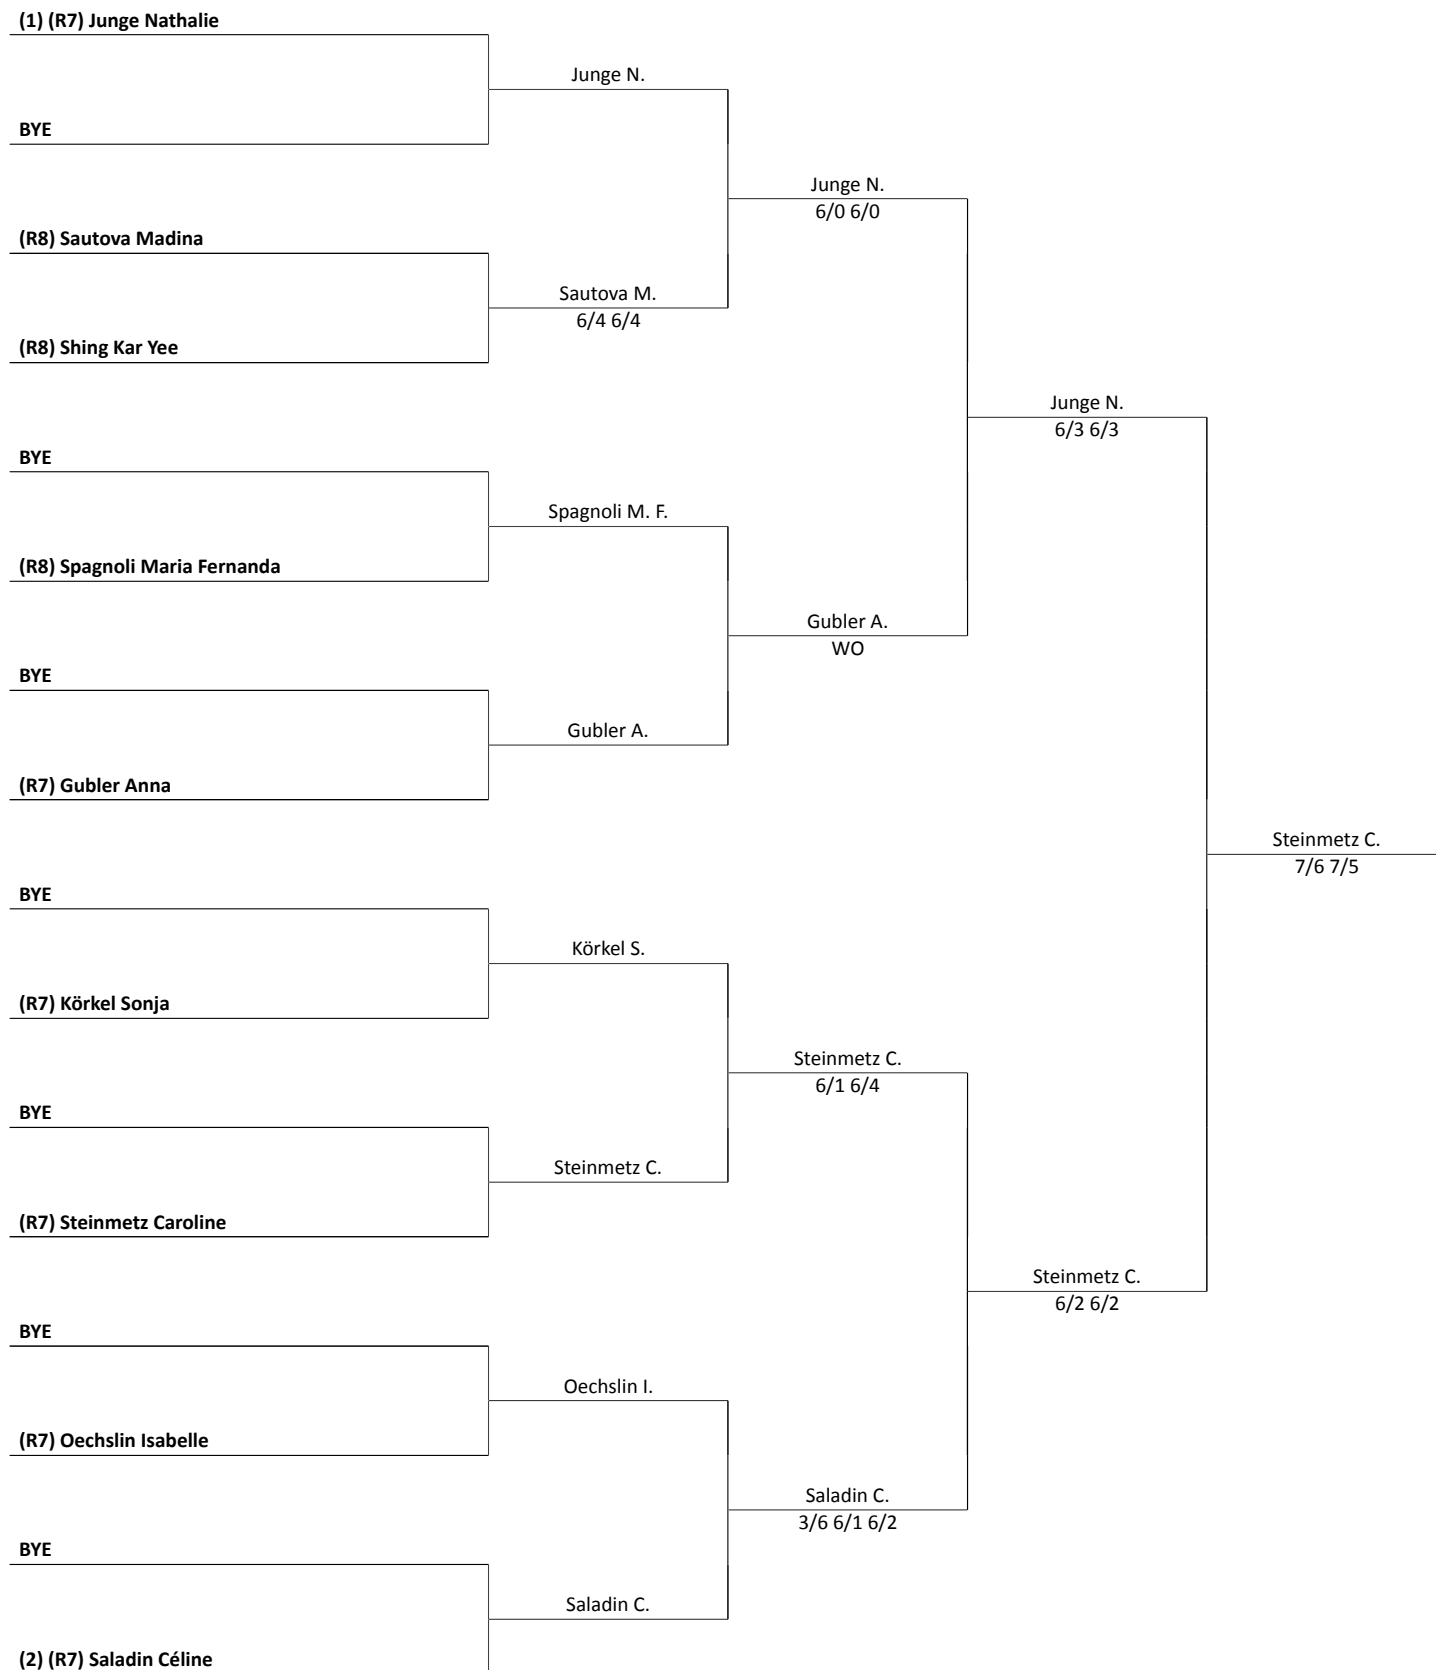 (1) (R7) Junge Nathalie
Junge N.
BYE
Junge N.
6/0 6/0
(R8) Sautova Madina
Sautova M.
6/4 6/4
(R8) Shing Kar Yee
Junge N.
6/3 6/3
BYE
Spagnoli M. F.
(R8) Spagnoli Maria Fernanda
Gubler A.
WO
BYE
Gubler A.
(R7) Gubler Anna
Steinmetz C.
7/6 7/5
BYE
Körkel S.
(R7) Körkel Sonja
Steinmetz C.
6/1 6/4
BYE
Steinmetz C.
(R7) Steinmetz Caroline
Steinmetz C.
6/2 6/2
BYE
Oechslin I.
(R7) Oechslin Isabelle
Saladin C.
3/6 6/1 6/2
BYE
Saladin C.
(2) (R7) Saladin Céline